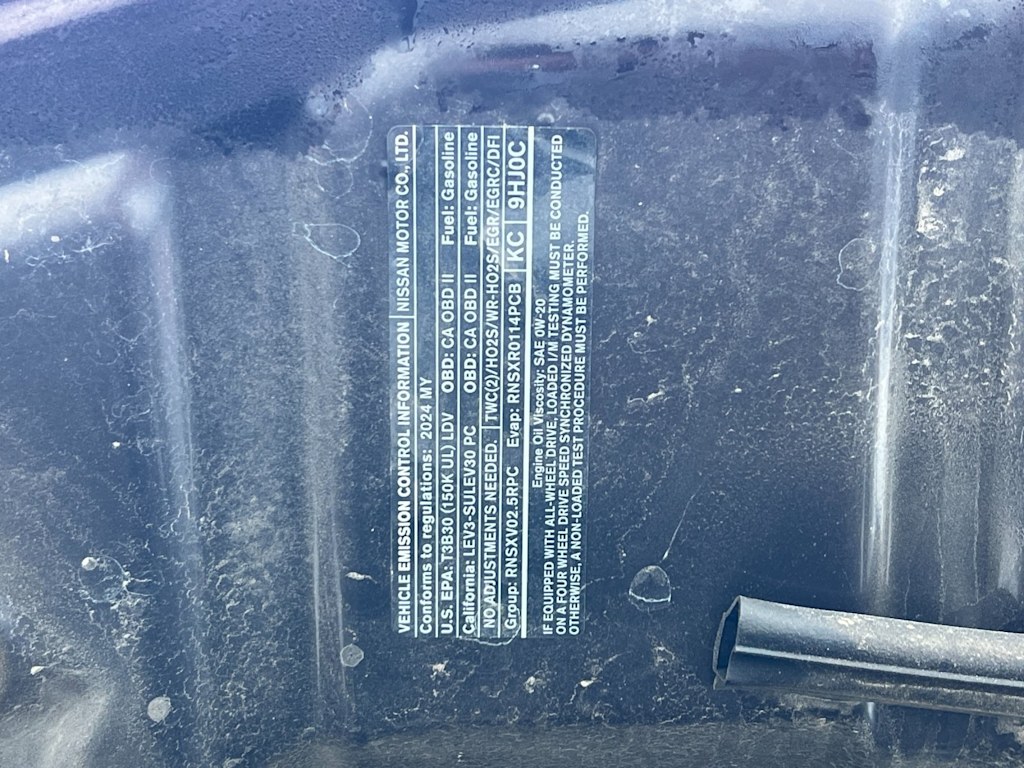 VEHICLE EMISSION CONTROL INFORMATION NISSAN MOTOR CO., LTD.
Conforms to regulations: 2024 MY
U.S. EPA: T3B30 (150K UL) LDV OBD: CA OBD II Fuel: Gasoline
California: LEV3-SULEV30 PC OBD: CA OBD II Fuel: Gasoline
NO ADJUSTMENTS NEEDED. TWC(2)/HO2S/WR-HO2S/EGR/EGRC/DFI
Group: RNSXV02.5RPC Evap: RNSXR0114PCB KC 9HJ0C
Engine Oil Viscosity: SAE 0W-20
IF EQUIPPED WITH ALL-WHEEL DRIVE, LOADED I/M TESTING MUST BE CONDUCTED
ON A FOUR WHEEL DRIVE SPEED SYNCHRONIZED DYNAMOMETER.
OTHERWISE, A NON-LOADED TEST PROCEDURE MUST BE PERFORMED.